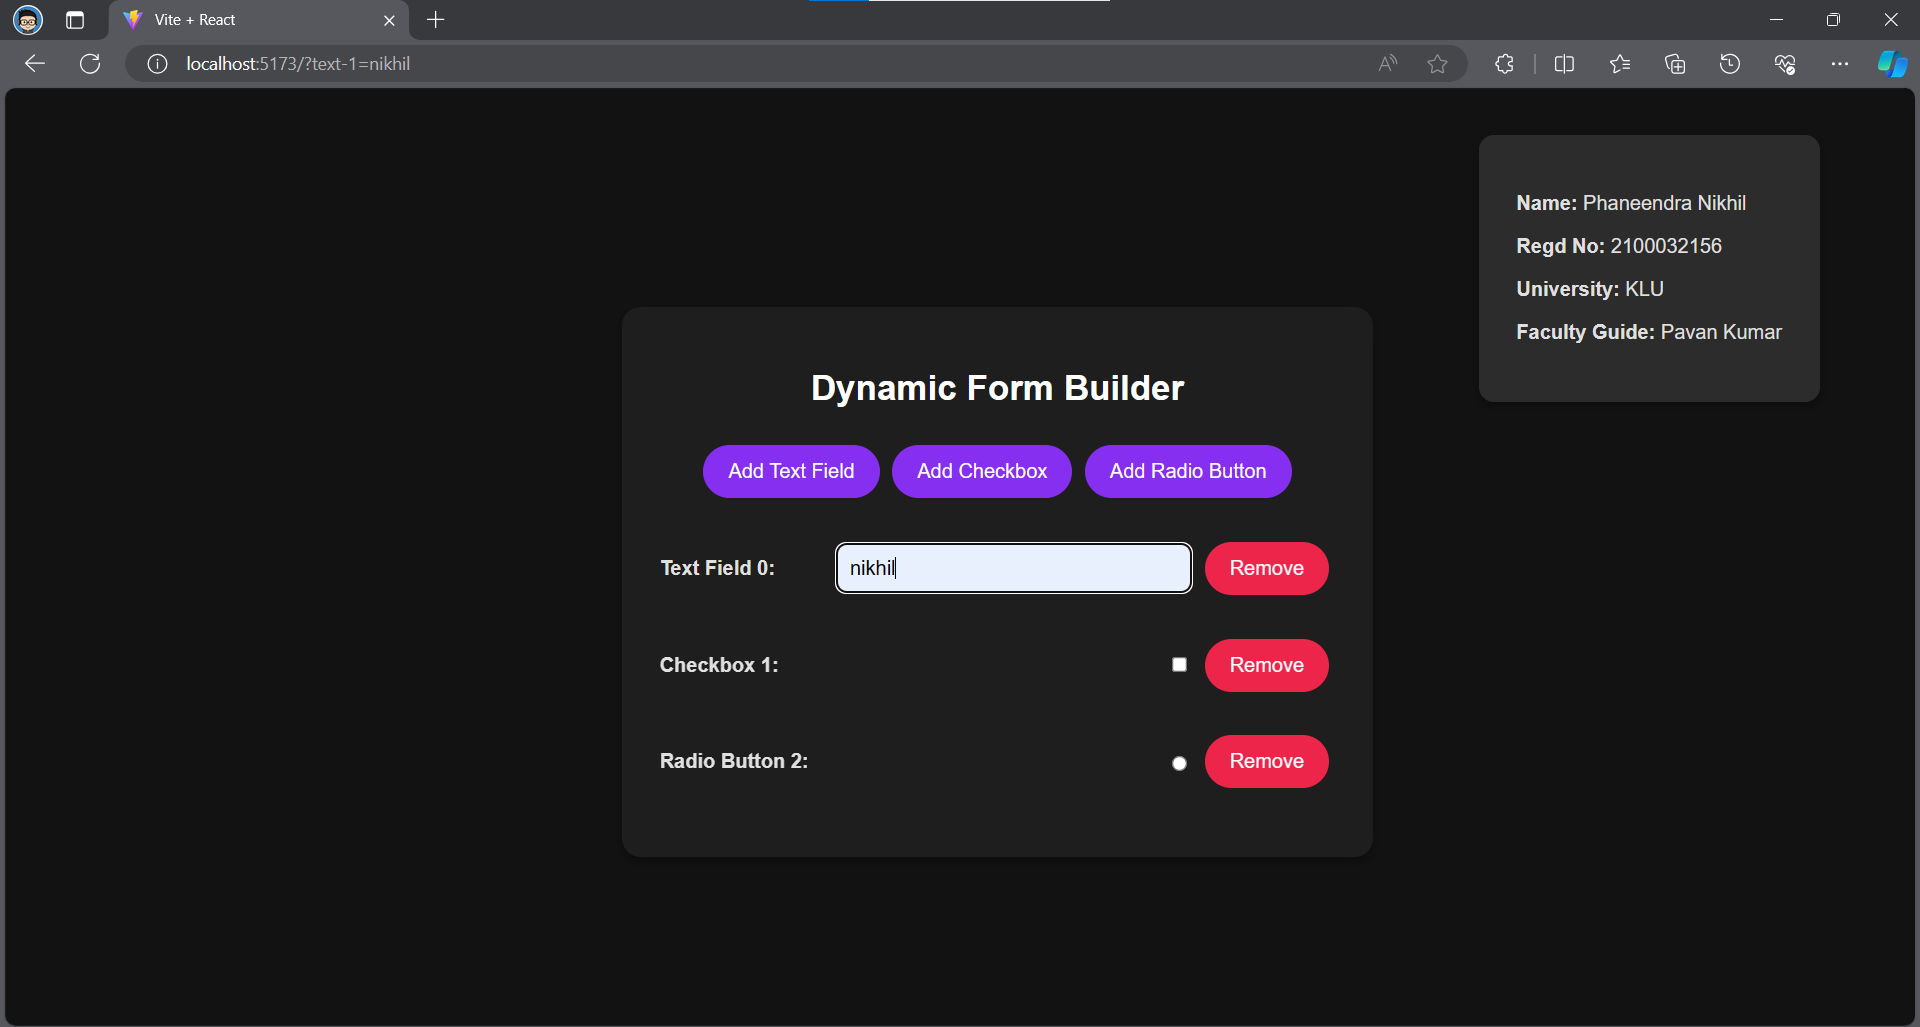 Vite + React
localhost:5173/?text-1=nikhil
Name: Phaneendra Nikhil
Regd No: 2100032156
University: KLU
Faculty Guide: Pavan Kumar
Dynamic Form Builder
Add Text Field Add Checkbox Add Radio Button
Text Field 0: nikhil Remove
Checkbox 1: Remove
Radio Button 2: Remove